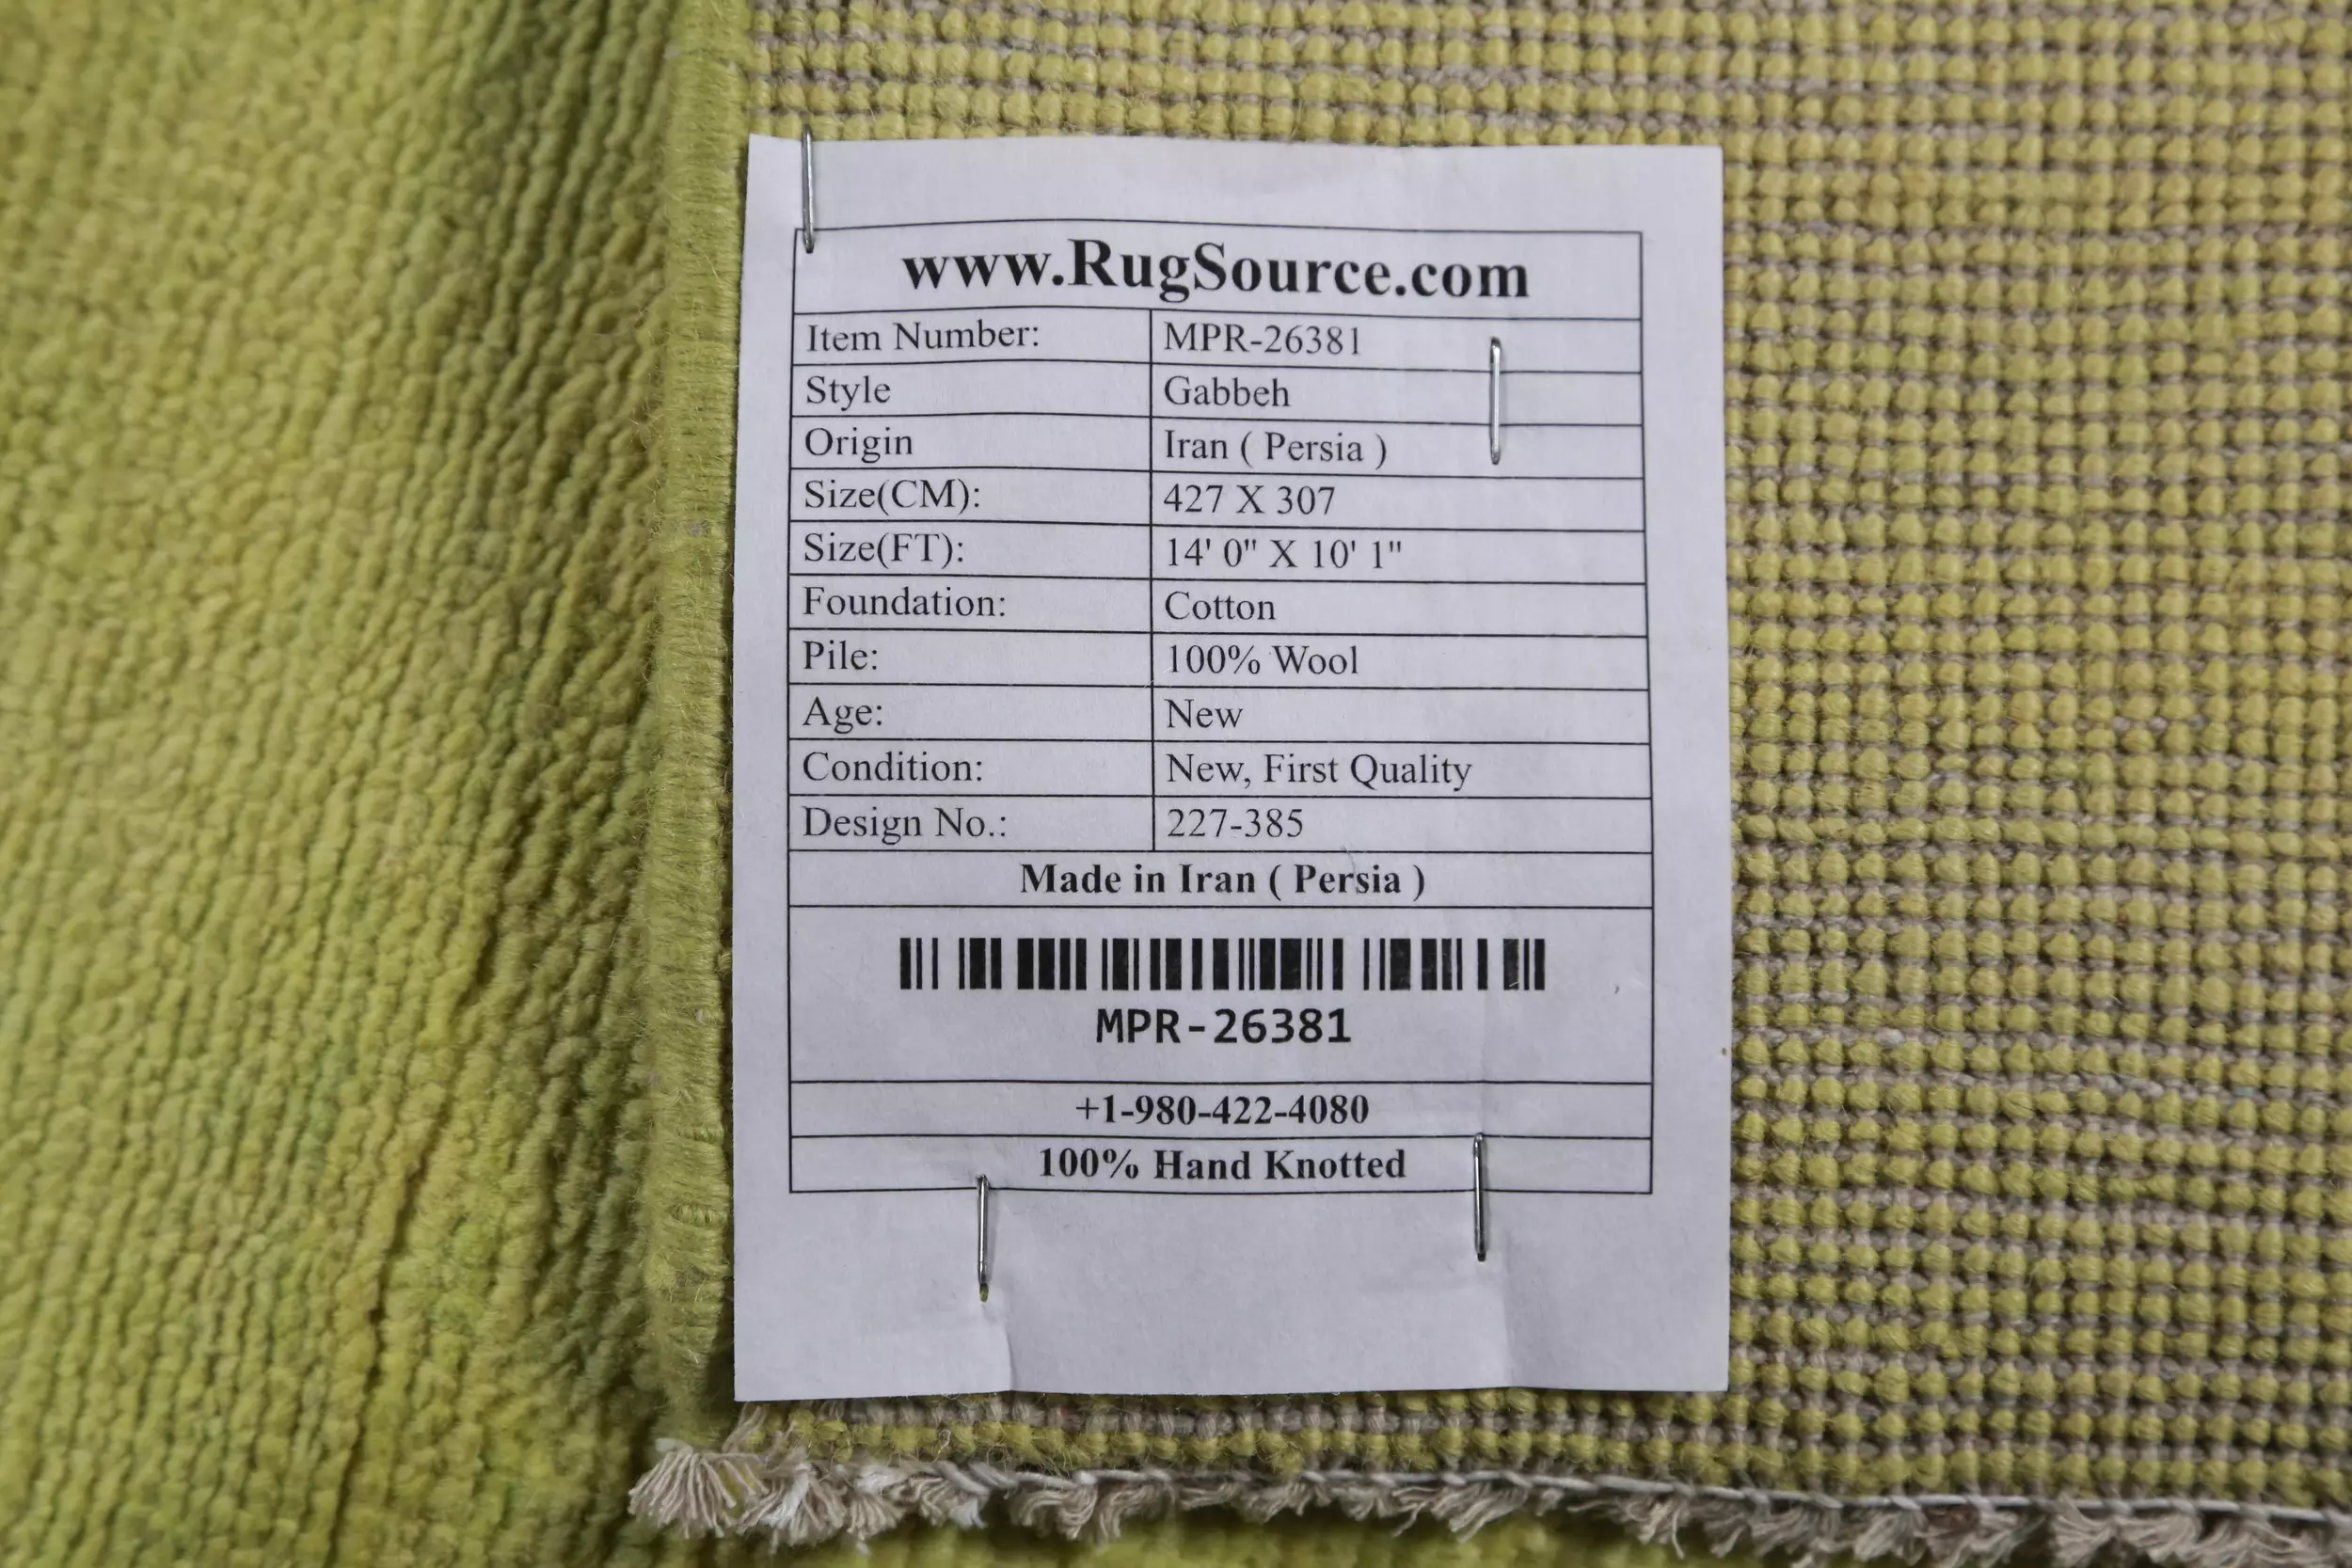 www.RugSource.com
Item Number: MPR-26381
Style Gabbeh
Origin Iran ( Persia )
Size(CM): 427 X 307
Size(FT): 14' 0" X 10' 1"
Foundation: Cotton
Pile: 100% Wool
Age: New
Condition: New, First Quality
Design No.: 227-385
Made in Iran ( Persia )
MPR-26381
+1-980-422-4080
100% Hand Knotted